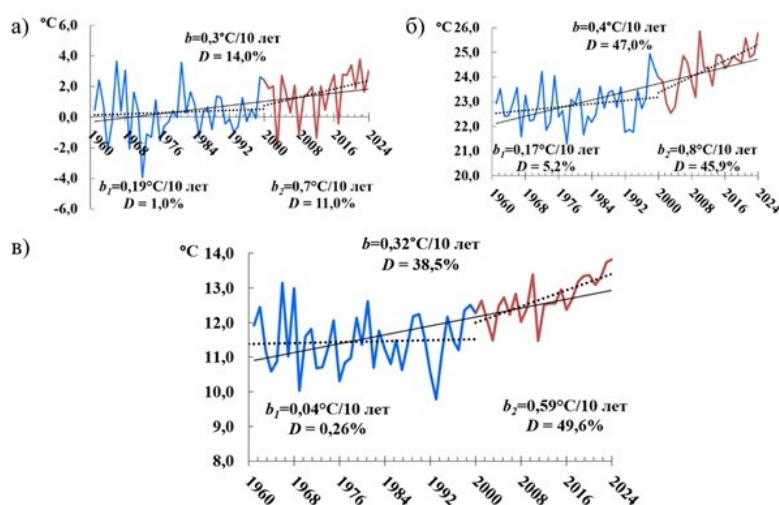 а)
°C
6,0
4,0
2,0
0,0
-2,0
-4,0
-6,0
b=0,3°C/10 лет
D = 14,0%
b1=0,19°C/10 лет
D = 1,0%
b2=0,7°C/10 лет
D = 11,0%
1960
1968
1976
1984
1992
2000
2008
2016
2024
б)
°C
26,0
25,0
24,0
23,0
22,0
21,0
20,0
b=0,4°C/10 лет
D = 47,0%
b1=0,17°C/10 лет
D = 5,2%
b2=0,8°C/10 лет
D = 45,9%
1960
1968
1976
1984
1992
2000
2008
2016
2024
в)
°C
14,0
13,0
12,0
11,0
10,0
9,0
8,0
b=0,32°C/10 лет
D = 38,5%
b1=0,04°C/10 лет
D = 0,26%
b2=0,59°C/10 лет
D = 49,6%
1960
1968
1976
1984
1992
2000
2008
2016
2024